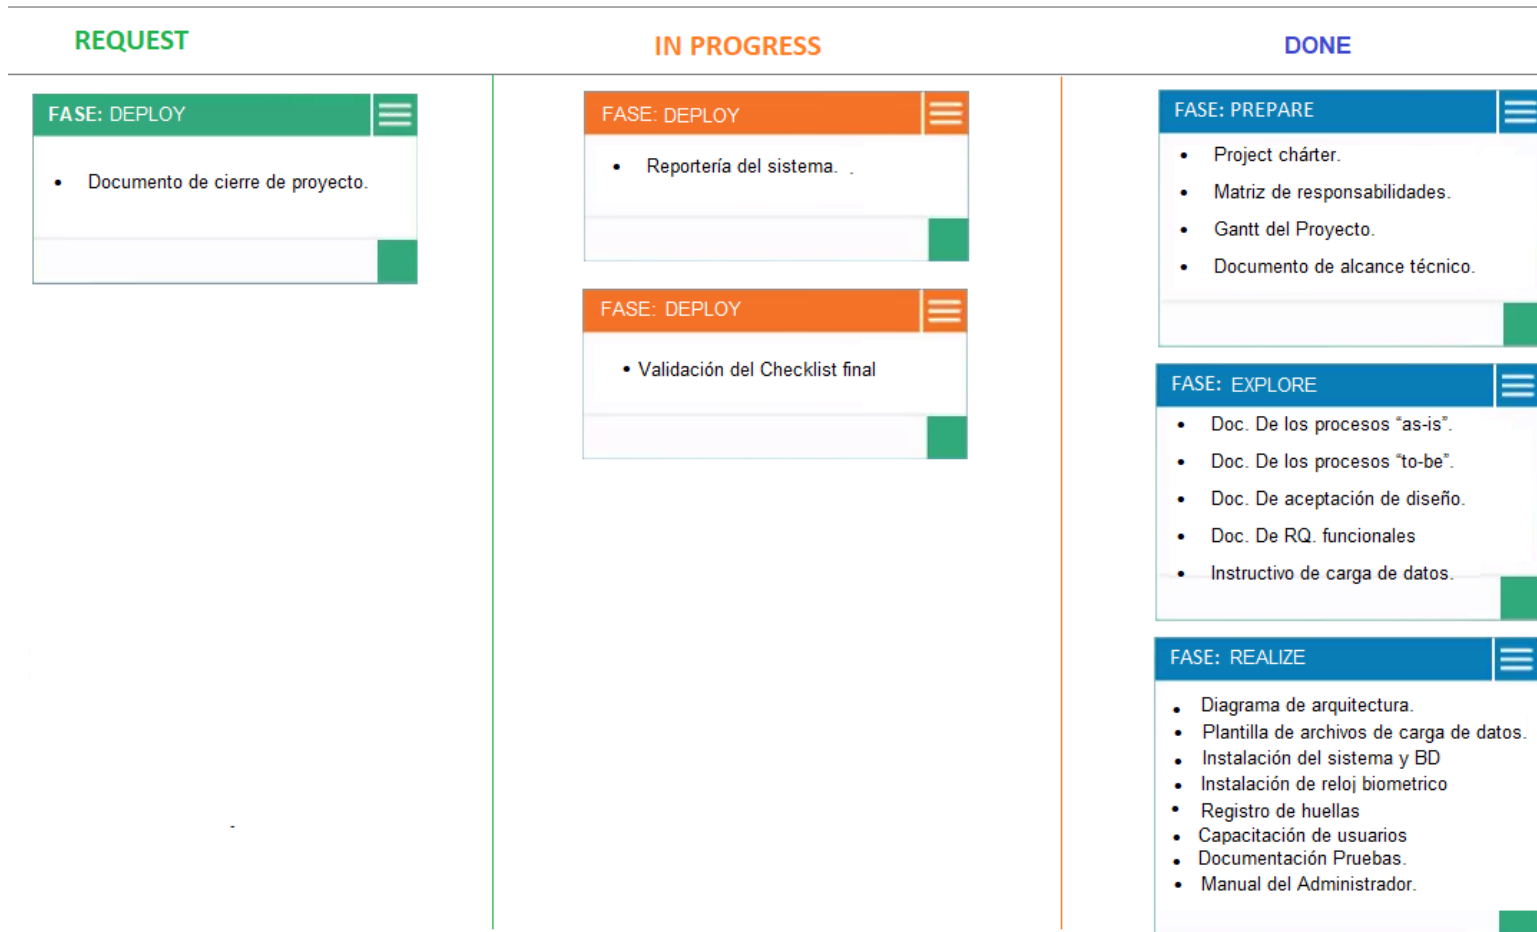 REQUEST
IN PROGRESS
DONE
FASE: DEPLOY
• Documento de cierre de proyecto.
-
FASE: DEPLOY
• Reportería del sistema. .
FASE: DEPLOY
• Validación del Checklist final
FASE: PREPARE
• Project chárter.
• Matriz de responsabilidades.
• Gantt del Proyecto.
• Documento de alcance técnico.
FASE: EXPLORE
• Doc. De los procesos “as-is”.
• Doc. De los procesos “to-be”.
• Doc. De aceptación de diseño.
• Doc. De RQ. funcionales
• Instructivo de carga de datos.
FASE: REALIZE
• Diagrama de arquitectura.
• Plantilla de archivos de carga de datos.
• Instalación del sistema y BD
• Instalación de reloj biometrico
• Registro de huellas
• Capacitación de usuarios
• Documentación Pruebas.
• Manual del Administrador.